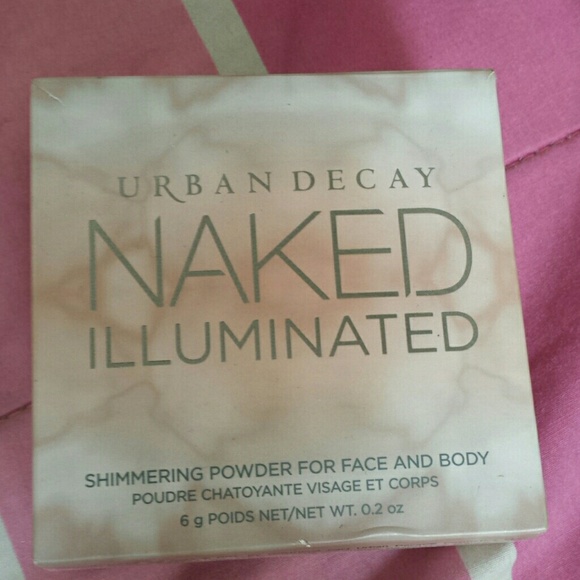 URBAN DECAY
NAKED
ILLUMINATED
SHIMMERING POWDER FOR FACE AND BODY
POUDRE CHATOYANTE VISAGE ET CORPS
6 g POIDS NET/NET WT. 0.2 oz